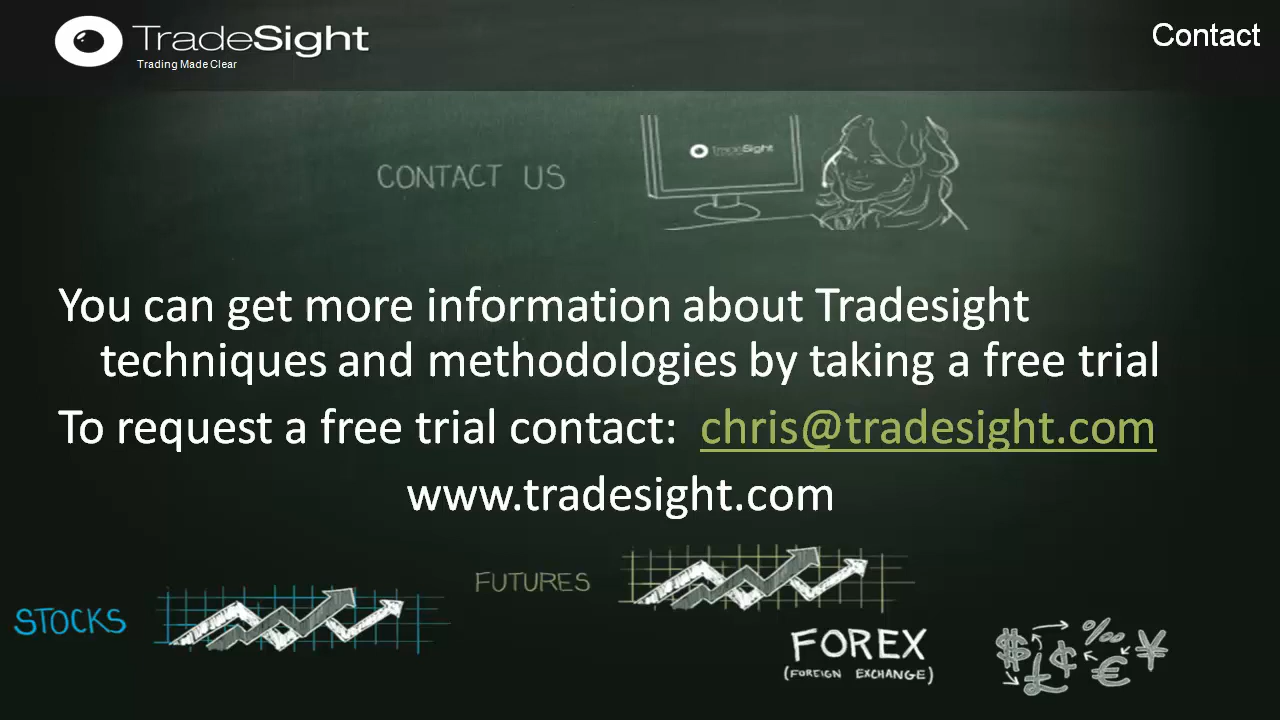 TradeSight
Trading Made Clear
Contact
CONTACT US
TradeSight
You can get more information about Tradesight
techniques and methodologies by taking a free trial
To request a free trial contact: chris@tradesight.com
www.tradesight.com
FUTURES
STOCKS
FOREX
(FOREIGN EXCHANGE)
$ £ ¢ ‰ € ¥